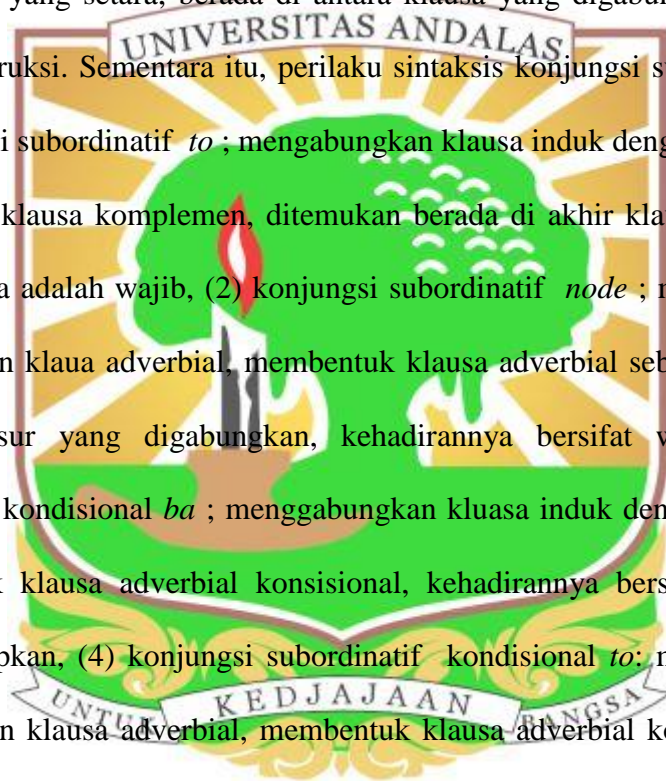 yang setara, berada di antara klausa yang digabu
UNIVERSITAS ANDALAS
ruksi. Sementara itu, perilaku sintaksis konjungsi s
i subordinatif to ; mengabungkan klausa induk deng
klausa komplemen, ditemukan berada di akhir kla
a adalah wajib, (2) konjungsi subordinatif node ;
n klaua adverbial, membentuk klausa adverbial seb
sur yang digabungkan, kehadirannya bersifat w
kondisional ba ; menggabungkan kluasa induk den
k klausa adverbial konsisional, kehadirannya bers
pkan, (4) konjungsi subordinatif kondisional to:
n klausa adverbial, membentuk klausa adverbial ko
UNTUK KEDJAJAAN BANGSA